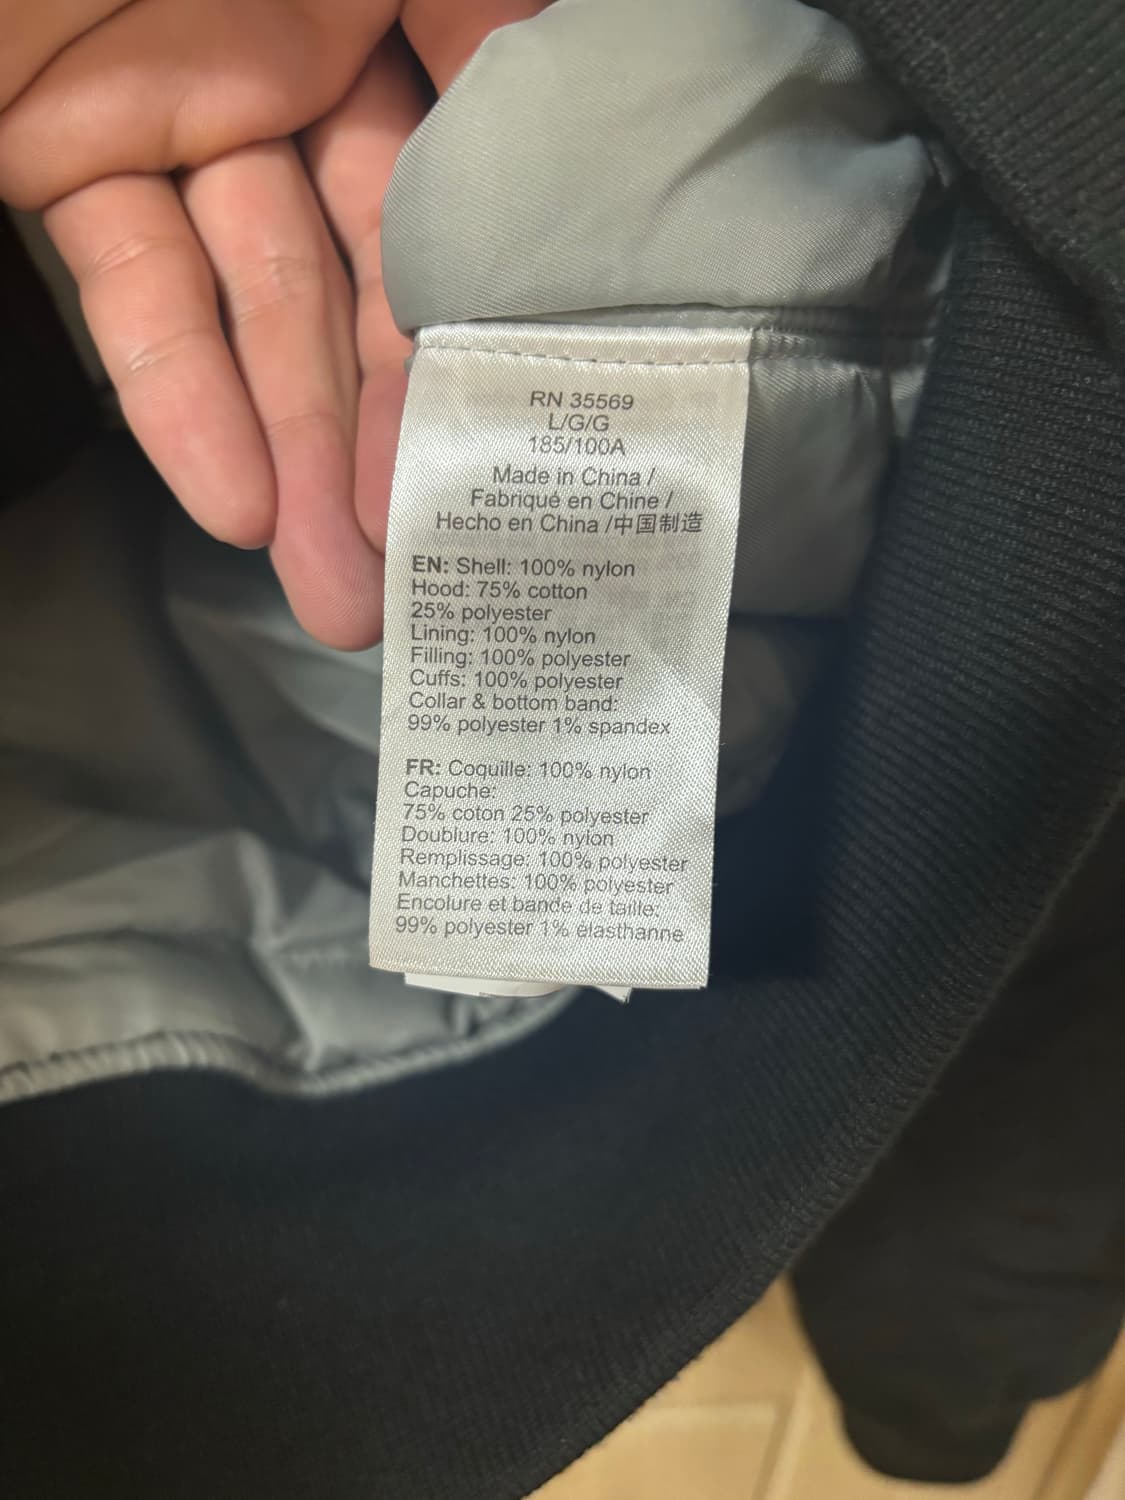 RN 35569
L/G/G
185/100A
Made in China /
Fabriqué en Chine /
Hecho en China /中国制造
EN: Shell: 100% nylon
Hood: 75% cotton
25% polyester
Lining: 100% nylon
Filling: 100% polyester
Cuffs: 100% polyester
Collar & bottom band:
99% polyester 1% spandex
FR: Coquille: 100% nylon
Capuche:
75% coton 25% polyester
Doublure: 100% nylon
Remplissage: 100% polyester
Manchettes: 100% polyester
Encolure et bande de taille:
99% polyester 1% élasthanne